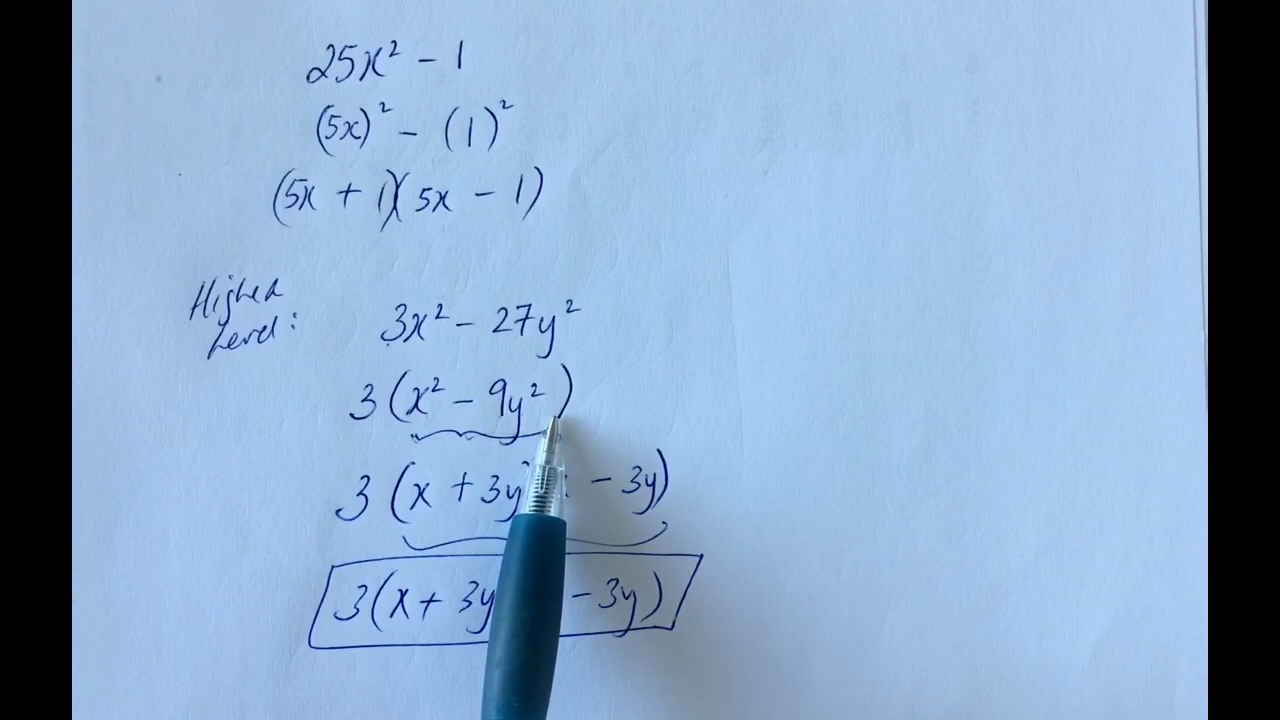 25x² - 1
(5x)² - (1)²
(5x + 1)(5x - 1)
Higher
Level:
3x² - 27y²
3(x² - 9y²)
3(x + 3y - 3y)
3(x + 3y - 3y)